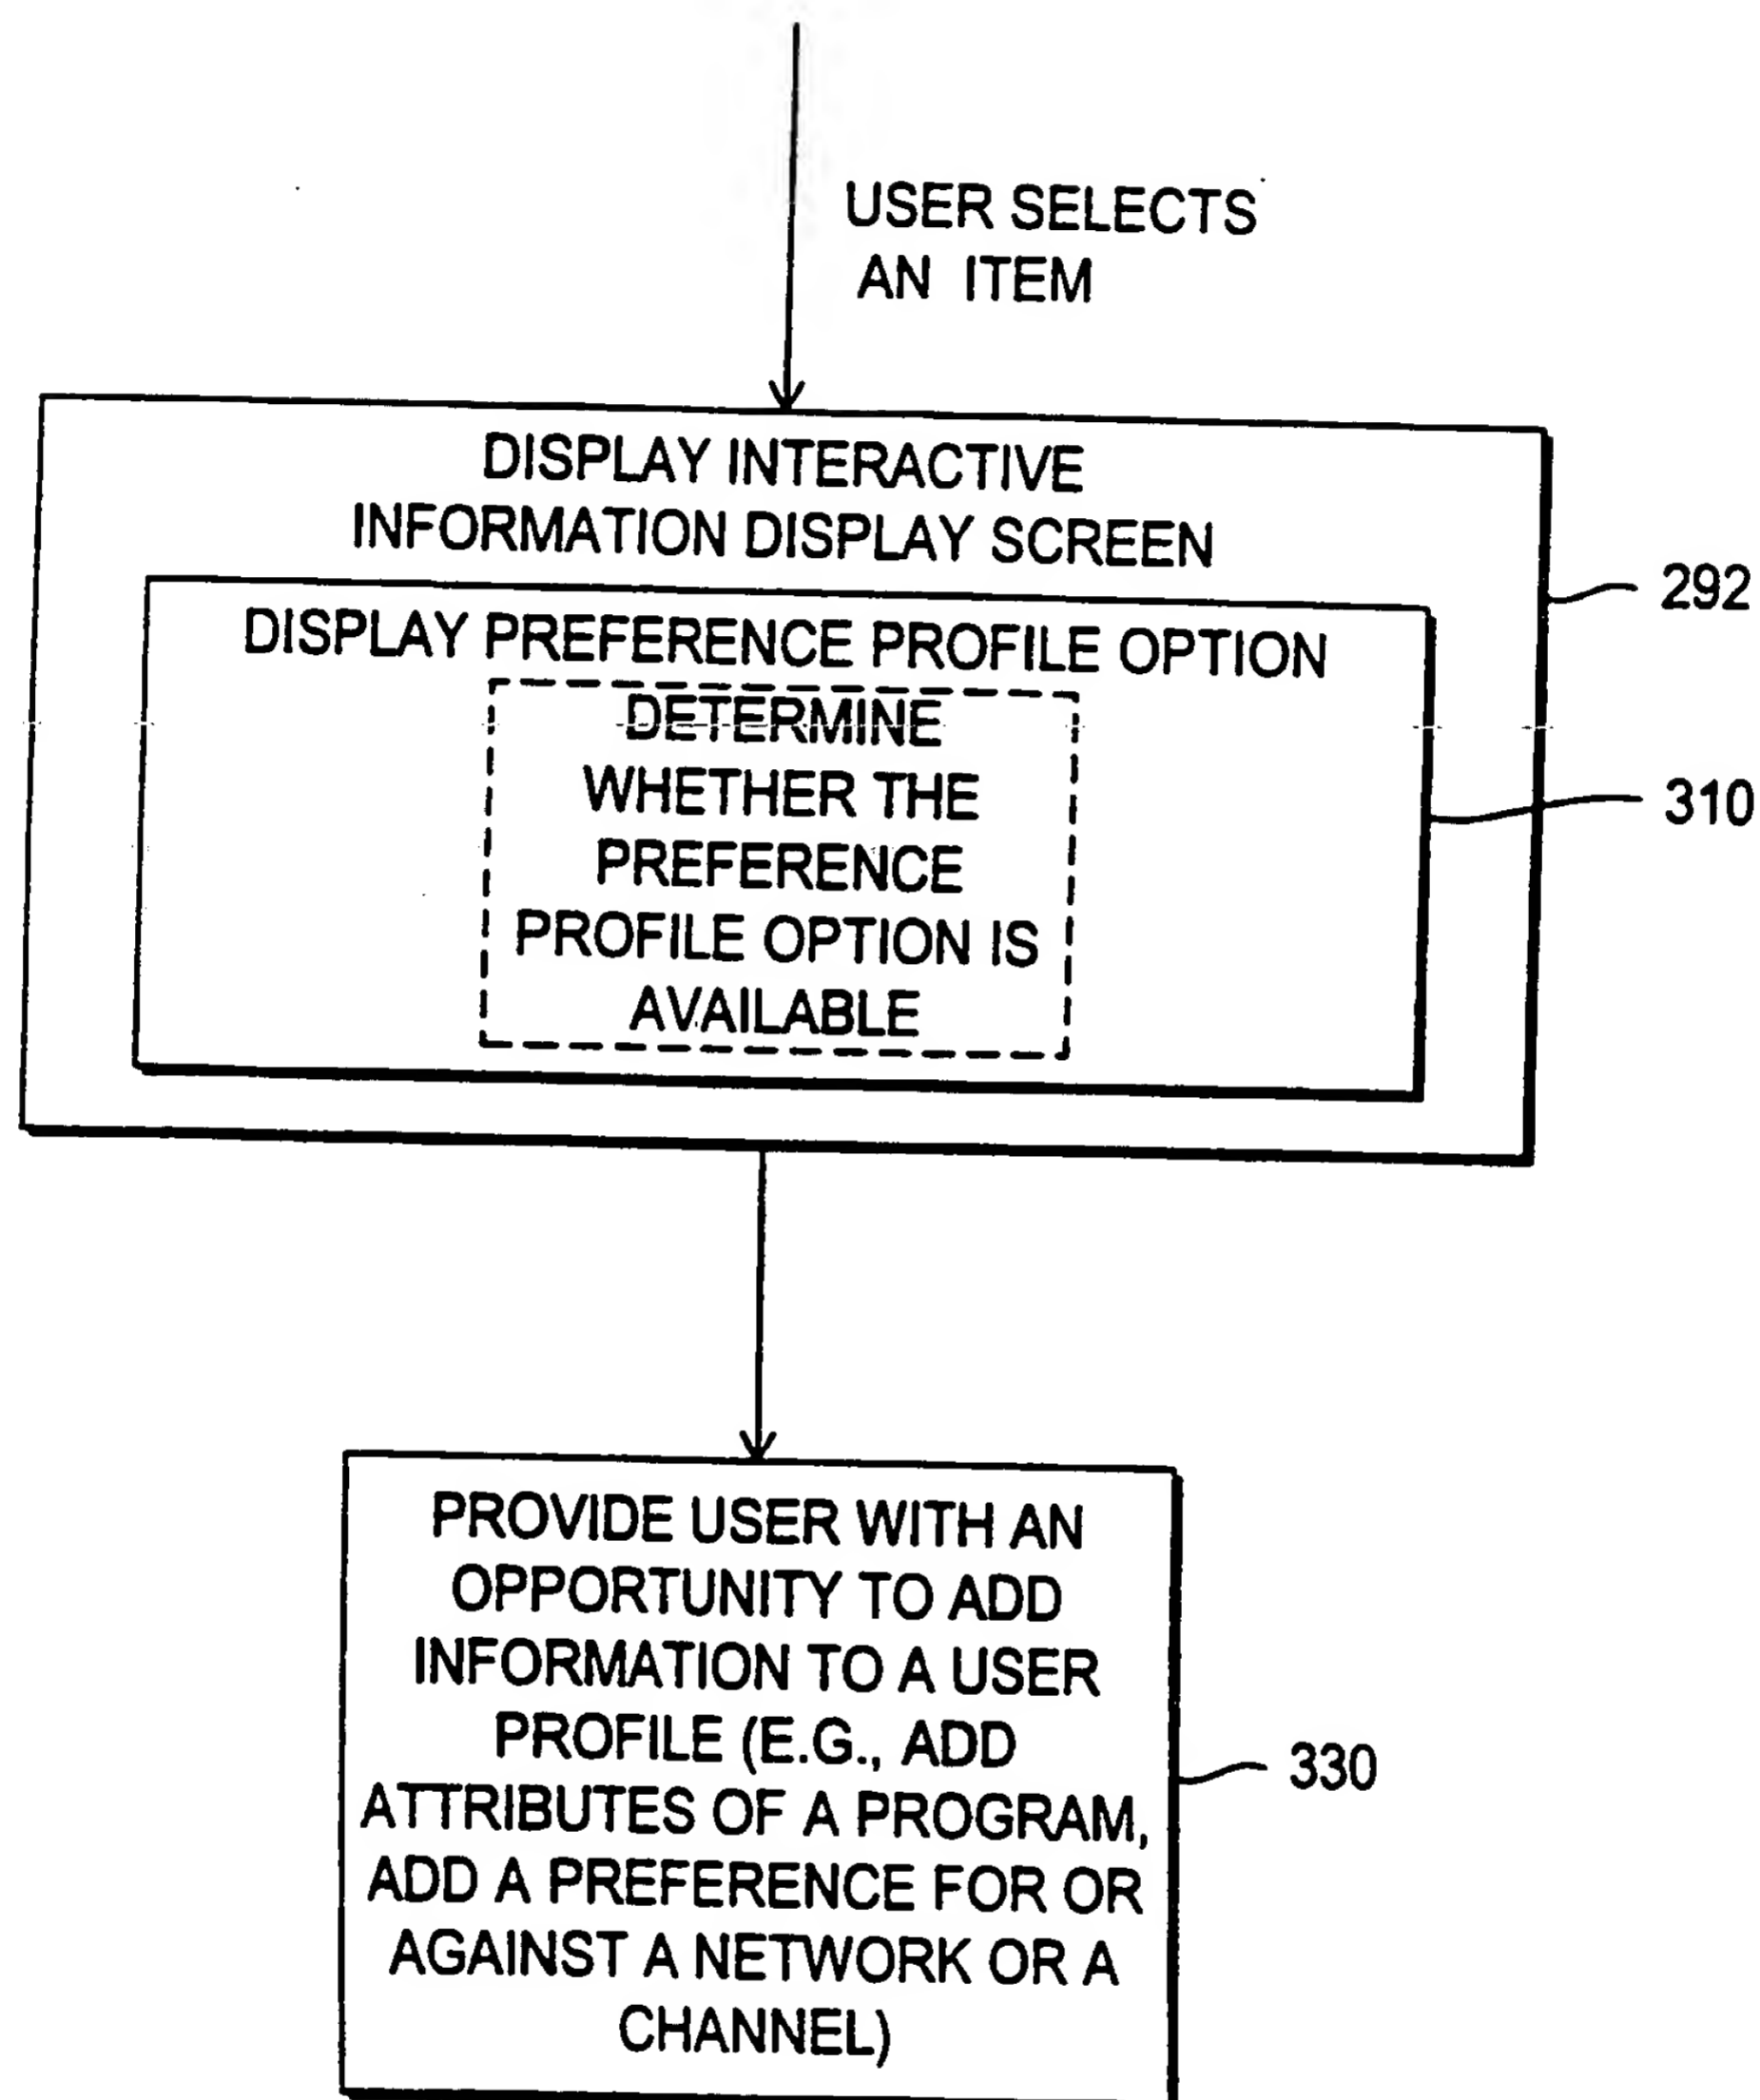 USER SELECTS
AN ITEM
DISPLAY INTERACTIVE
INFORMATION DISPLAY SCREEN
292
DISPLAY PREFERENCE PROFILE OPTION
DETERMINE
WHETHER THE
PREFERENCE
PROFILE OPTION IS
AVAILABLE
310
PROVIDE USER WITH AN
OPPORTUNITY TO ADD
INFORMATION TO A USER
PROFILE (E.G., ADD
ATTRIBUTES OF A PROGRAM,
ADD A PREFERENCE FOR OR
AGAINST A NETWORK OR A
CHANNEL)
330